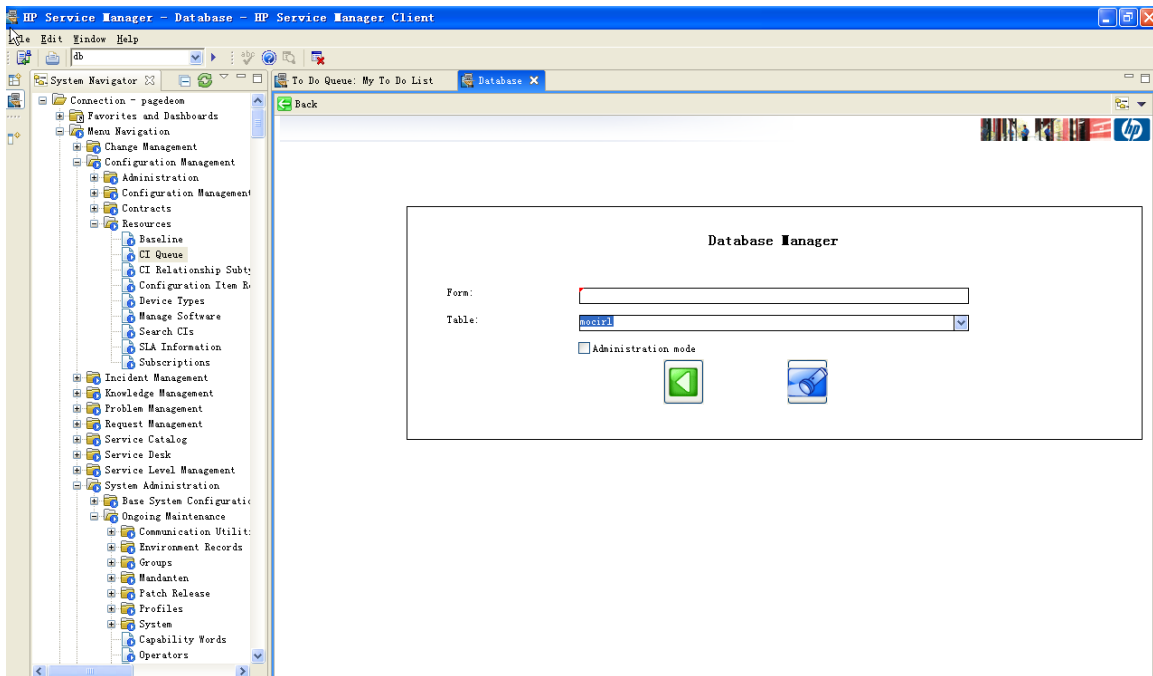 HP Service Manager - Database - HP Service Manager Client
File Edit Window Help
db
System Navigator
To Do Queue: My To Do List
Database
Connection - pagedeom
Back
Favorites and Dashboards
Menu Navigation
hp
Change Management
Configuration Management
Administration
Configuration Management
Contracts
Resources
Baseline
Database Manager
CI Queue
CI Relationship Subty
Configuration Item Re
Form:
Device Types
Manage Software
Table:
mocirl
Search CIs
SLA Information
Administration mode
Subscriptions
Incident Management
Knowledge Management
Problem Management
Request Management
Service Catalog
Service Desk
Service Level Management
System Administration
Base System Configuratio
Ongoing Maintenance
Communication Utiliti
Environment Records
Groups
Mandanten
Patch Release
Profiles
System
Capability Words
Operators